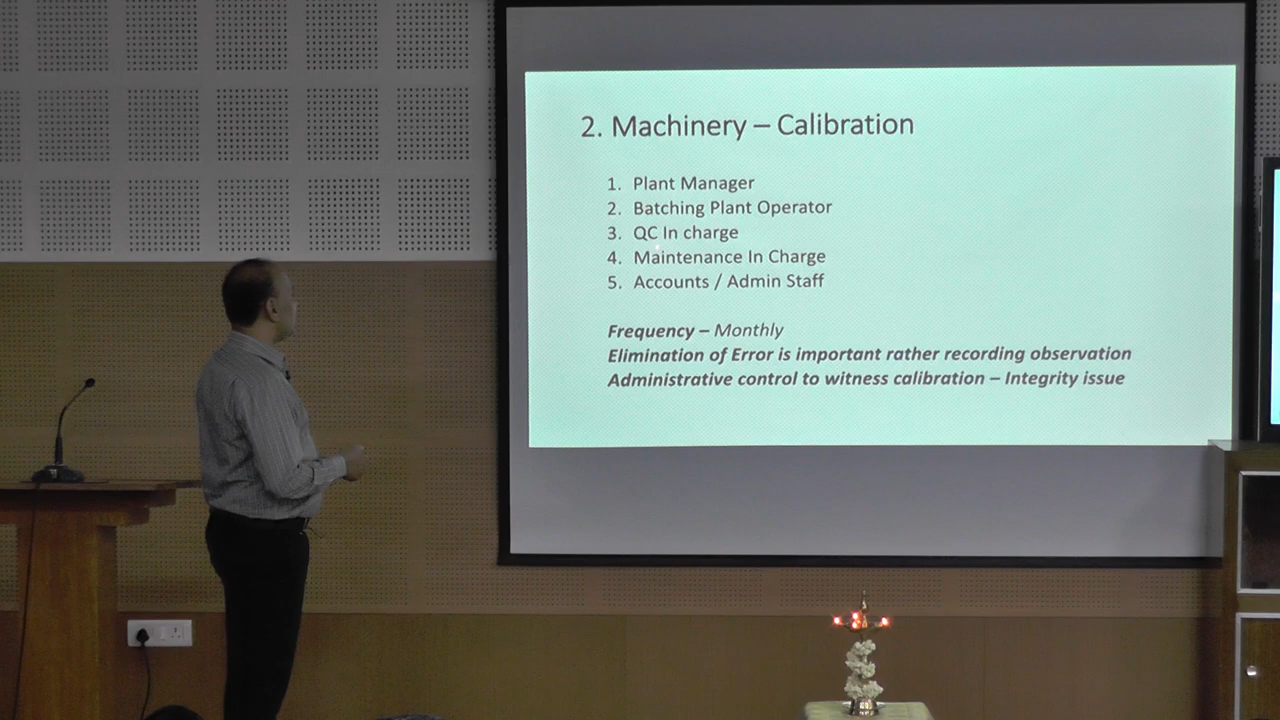 2. Machinery – Calibration
1. Plant Manager
2. Batching Plant Operator
3. QC In charge
4. Maintenance In Charge
5. Accounts / Admin Staff
Frequency – Monthly
Elimination of Error is important rather recording observation
Administrative control to witness calibration – Integrity issue